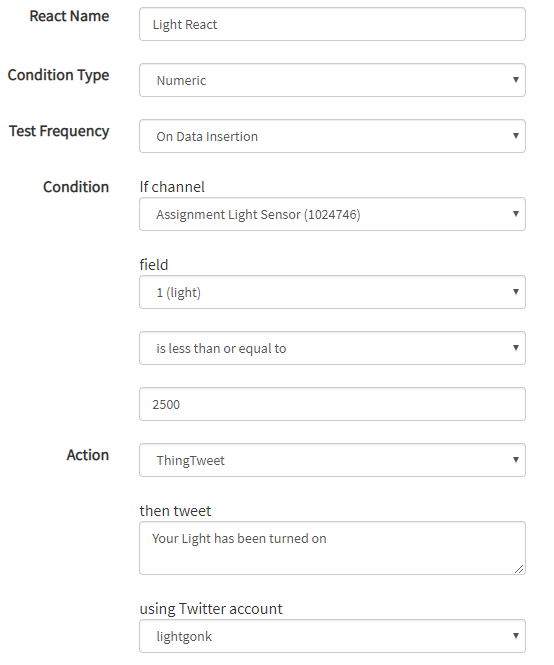 React Name
Light React
Condition Type
Numeric
Test Frequency
On Data Insertion
Condition
If channel
Assignment Light Sensor (1024746)
field
1 (light)
is less than or equal to
2500
Action
ThingTweet
then tweet
Your Light has been turned on
using Twitter account
lightgonk